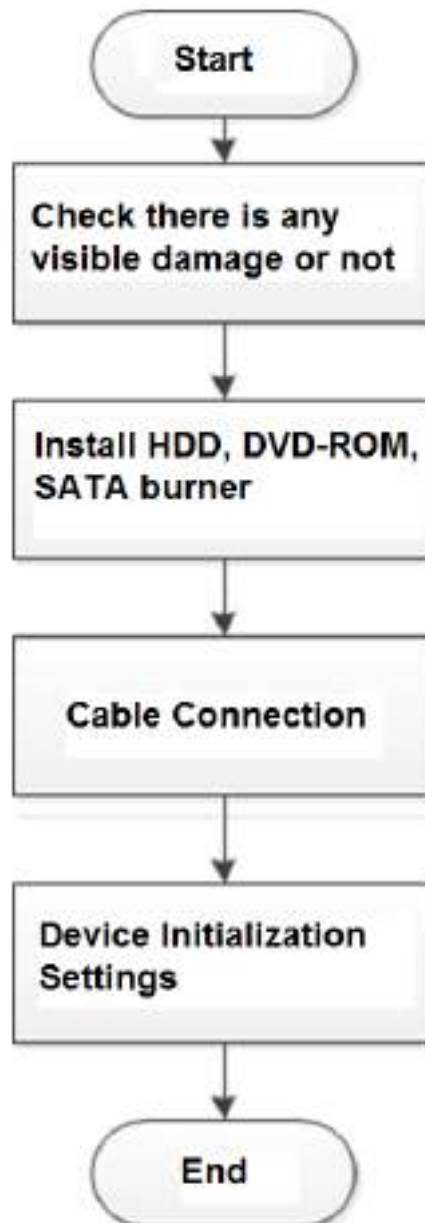 Start
Check there is any
visible damage or not
Install HDD, DVD-ROM,
SATA burner
Cable Connection
Device Initialization
Settings
End